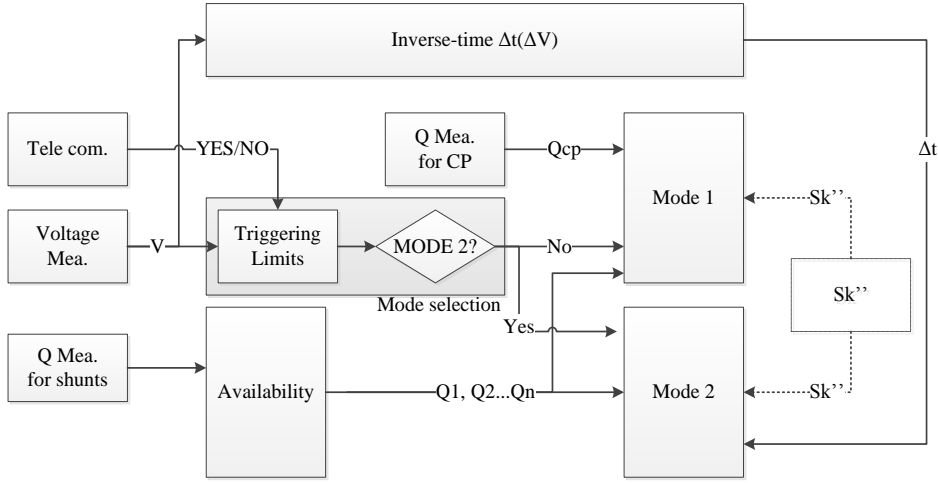 Inverse-time Δt(ΔV)
Tele com.
YES/NO
Q Mea.
for CP
Qcp
Δt
Mode 1
Sk’’
Voltage
Mea.
V
Triggering
Limits
MODE 2?
No
Mode selection
Sk’’
Yes
Q Mea.
for shunts
Availability
Q1, Q2...Qn
Mode 2
Sk’’